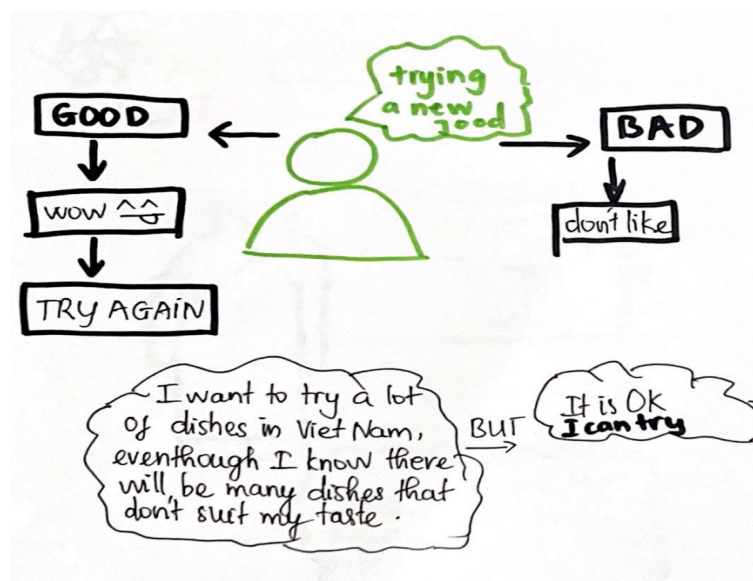 trying
a new
food
GOOD
BAD
wow ^^
don't like
TRY AGAIN
I want to try a lot
of dishes in Viet Nam,
eventhough I know there
will be many dishes that
don't suit my taste.
BUT
It is OK
I can try